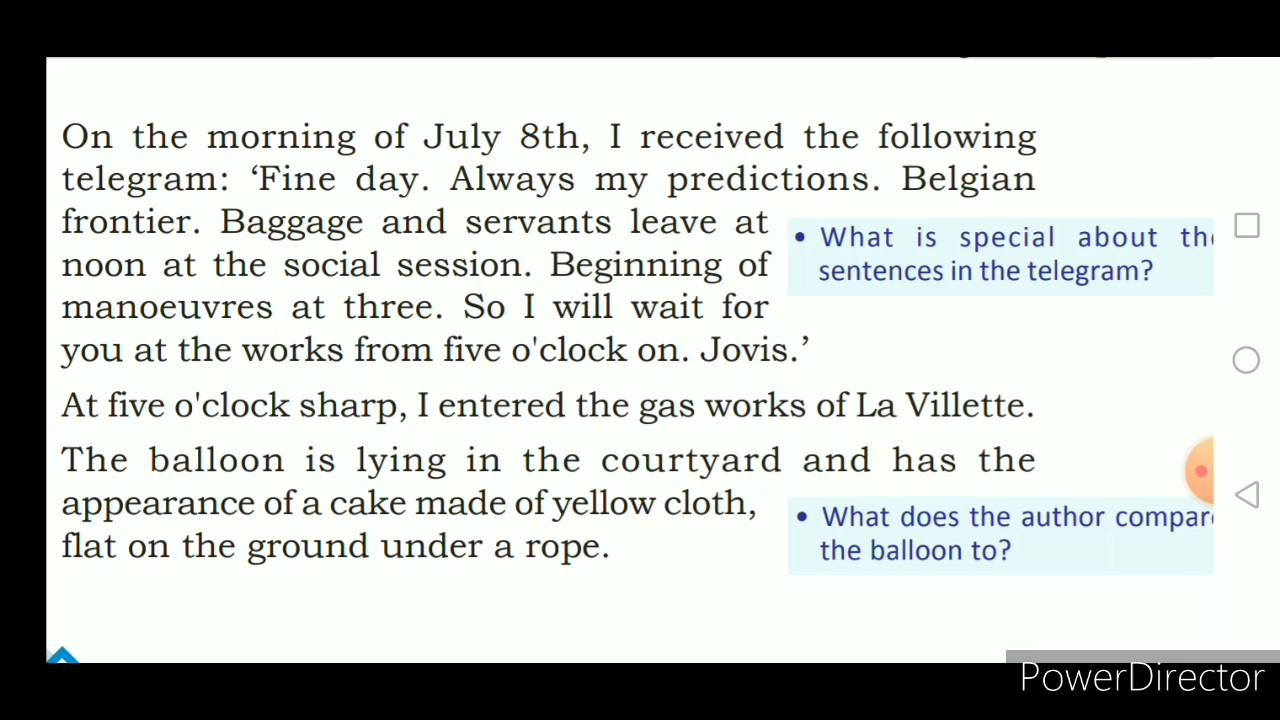 On the morning of July 8th, I received the following
telegram: ‘Fine day. Always my predictions. Belgian
frontier. Baggage and servants leave at
noon at the social session. Beginning of
manoeuvres at three. So I will wait for
you at the works from five o'clock on. Jovis.’
• What is special about the
sentences in the telegram?
At five o'clock sharp, I entered the gas works of La Villette.
The balloon is lying in the courtyard and has the
appearance of a cake made of yellow cloth,
flat on the ground under a rope.
• What does the author compare
the balloon to?
PowerDirector